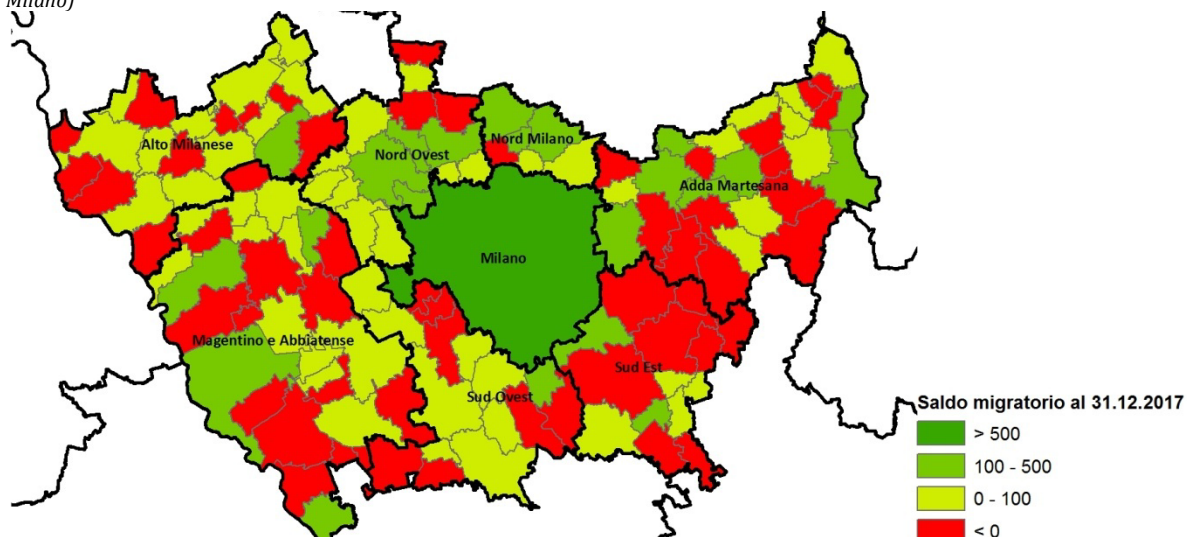 Milano)
Alto Milanese
Nord Ovest
Nord Milano
Adda Martesana
Milano
Magentino e Abbiatense
Sud Ovest
Sud Est
Saldo migratorio al 31.12.2017
> 500
100 - 500
0 - 100
< 0